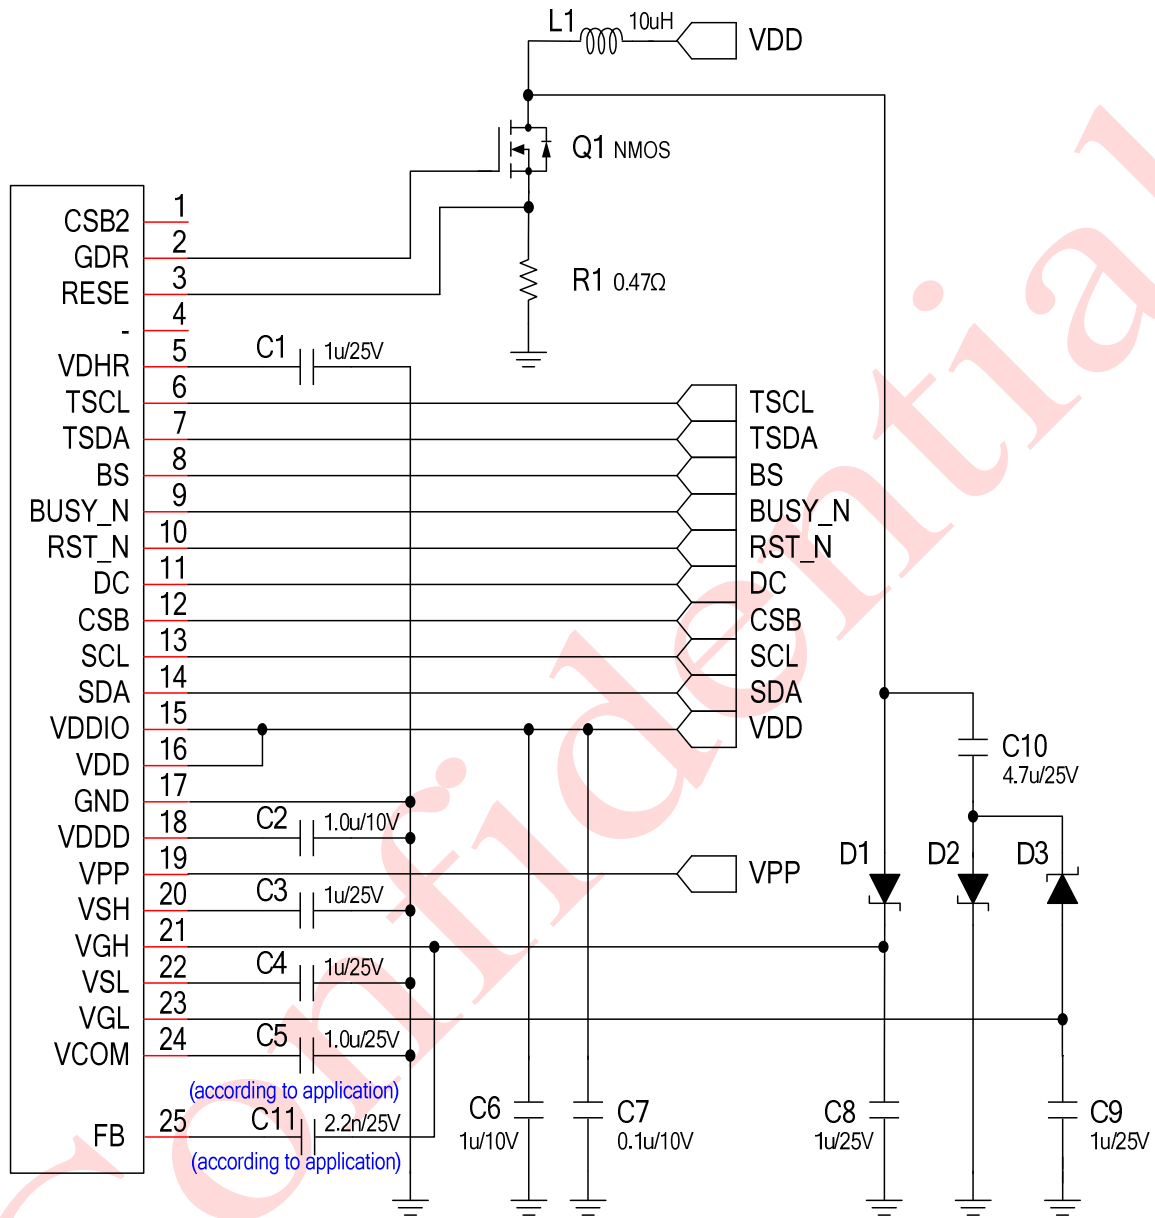 L1 10uH VDD
Q1 NMOS
R1 0.47Ω
CSB2 1
GDR 2
RESE 3
- 4
VDHR 5 C1 1u/25V
TSCL 6 TSCL
TSDA 7 TSDA
BS 8 BS
BUSY_N 9 BUSY_N
RST_N 10 RST_N
DC 11 DC
CSB 12 CSB
SCL 13 SCL
SDA 14 SDA
VDDIO 15 VDD
VDD 16
GND 17
VDDD 18 C2 1.0u/10V
VPP 19 VPP
VSH 20 C3 1u/25V
VGH 21
VSL 22 C4 1u/25V
VGL 23
VCOM 24 C5 1.0u/25V
(according to application)
FB 25 C11 2.2n/25V
(according to application)
C10
4.7u/25V
D1 D2 D3
C6
1u/10V
C7
0.1u/10V
C8
1u/25V
C9
1u/25V
Confidential